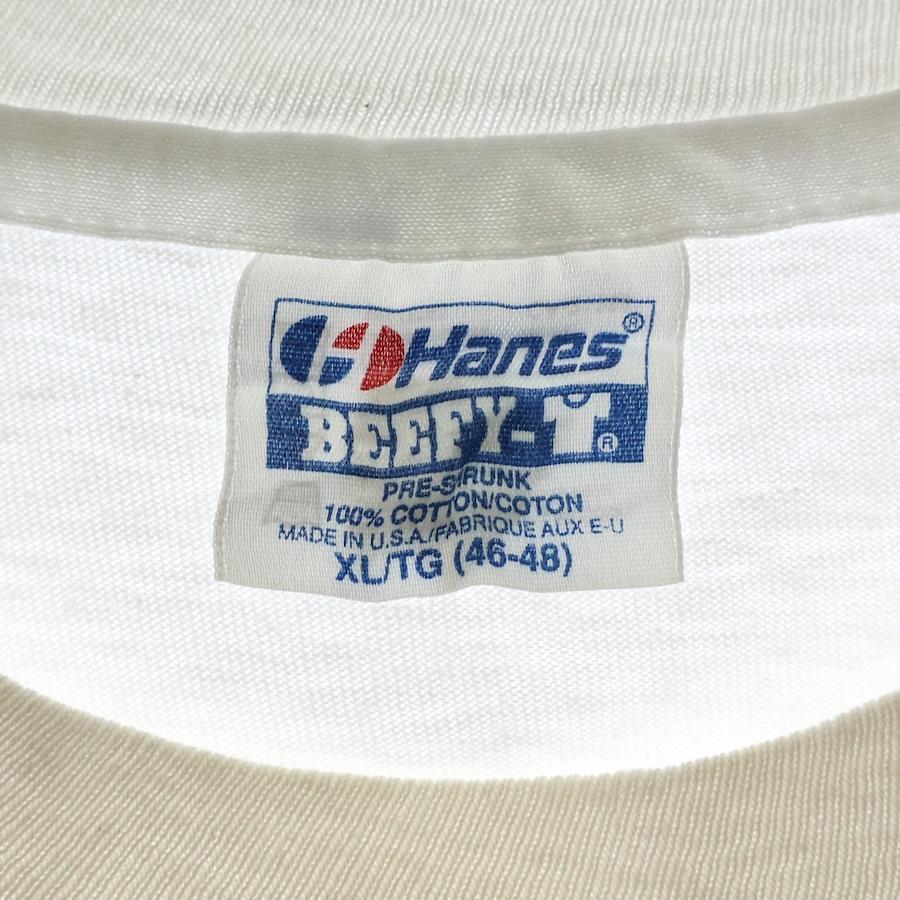 Hanes®
BEEFY-T®
PRE-SHRUNK
100% COTTON/COTON
MADE IN U.S.A./FABRIQUE AUX E-U
XL/TG (46-48)